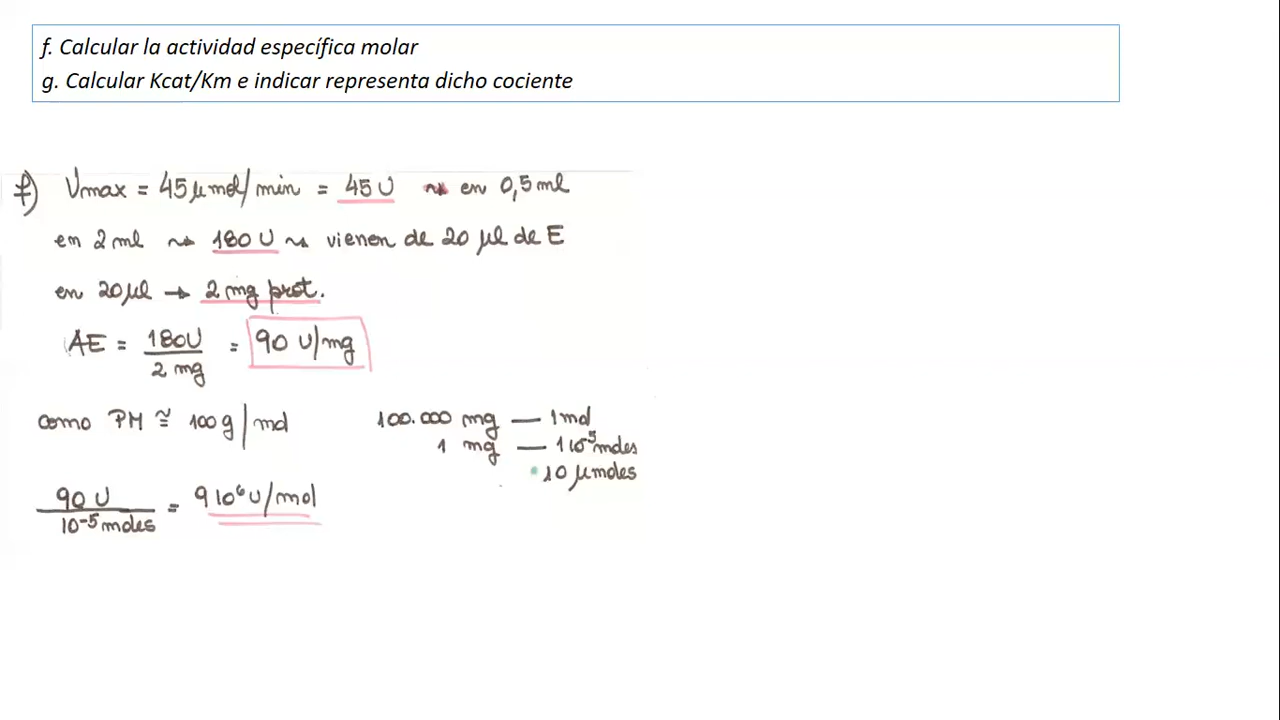 f. Calcular la actividad específica molar
g. Calcular Kcat/Km e indicar representa dicho cociente
f) Vmax = 45 μmol/min = 45 U ⇝ en 0,5 ml
en 2 ml ⇝ 180 U ⇝ vienen de 20 μl de E
en 20 μl → 2 mg prot.
AE = 180U / 2 mg = 90 U/mg
como PM ≅ 100g/mol
100.000 mg — 1 mol
1 mg — 1 10⁻⁵ moles
10 μmoles
90 U / 10⁻⁵ moles = 9 10⁶ U/mol